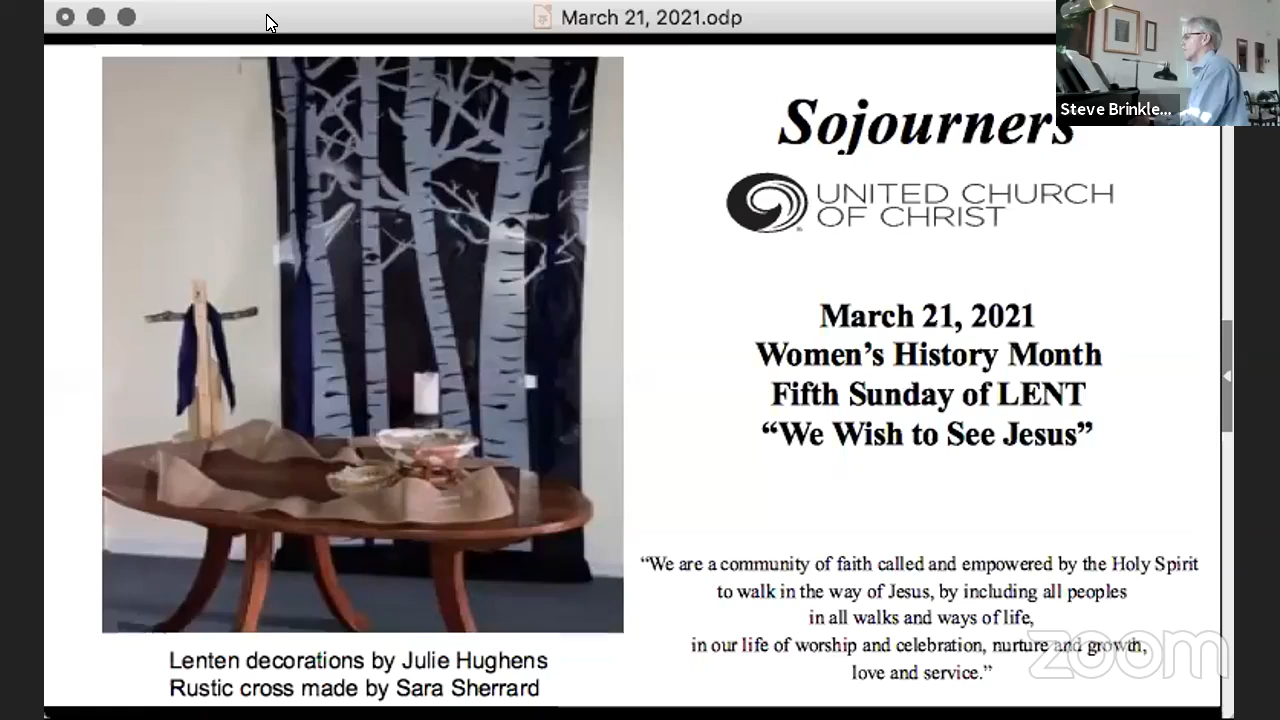 March 21, 2021.odp
Steve Brinkle...
Sojourners
UNITED CHURCH
OF CHRIST
March 21, 2021
Women’s History Month
Fifth Sunday of LENT
“We Wish to See Jesus”
“We are a community of faith called and empowered by the Holy Spirit
to walk in the way of Jesus, by including all peoples
in all walks and ways of life,
in our life of worship and celebration, nurture and growth,
love and service.”
zoom
Lenten decorations by Julie Hughens
Rustic cross made by Sara Sherrard